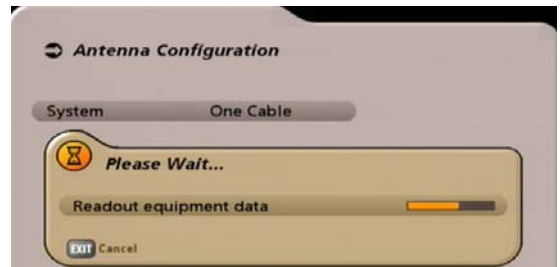 Antenna Configuration
System One Cable
Please Wait...
Readout equipment data
EXIT Cancel